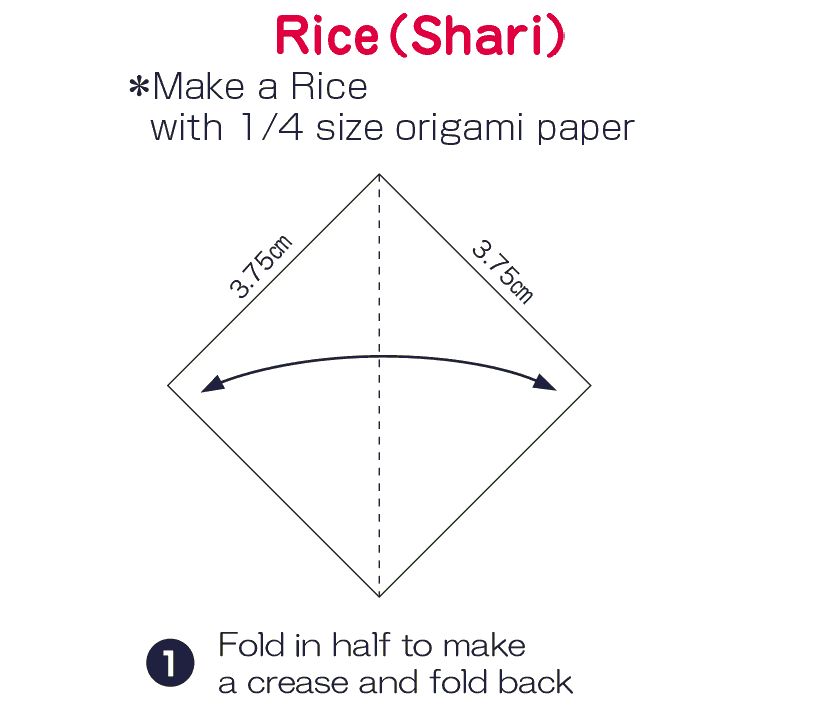 Rice(Shari)
*Make a Rice
with 1/4 size origami paper
3.75cm
3.75cm
1 Fold in half to make
a crease and fold back